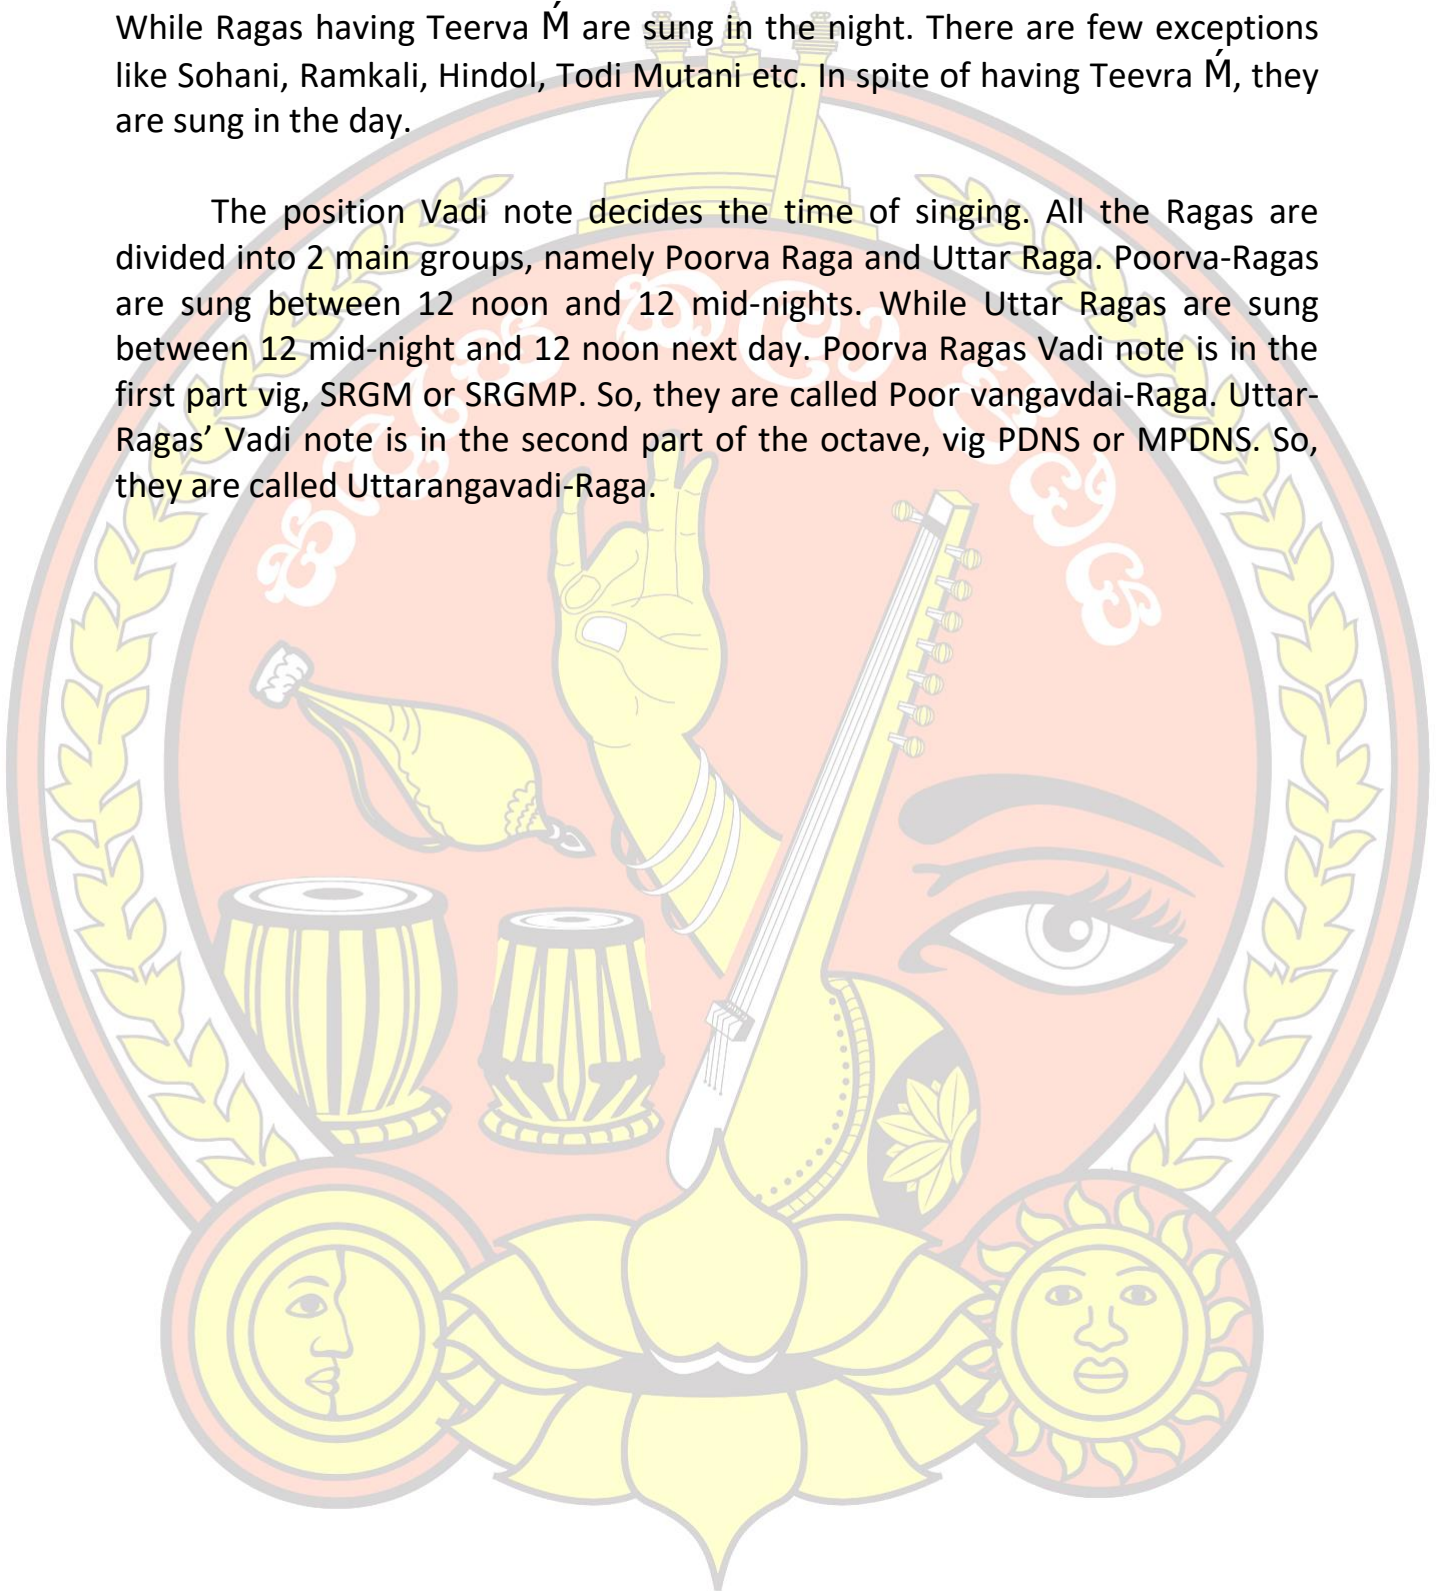 While Ragas having Teerva Ḿ are sung in the night. There are few exceptions
like Sohani, Ramkali, Hindol, Todi Mutani etc. In spite of having Teevra Ḿ, they
are sung in the day.
The position Vadi note decides the time of singing. All the Ragas are
divided into 2 main groups, namely Poorva Raga and Uttar Raga. Poorva-Ragas
are sung between 12 noon and 12 mid-nights. While Uttar Ragas are sung
between 12 mid-night and 12 noon next day. Poorva Ragas Vadi note is in the
first part vig, SRGM or SRGMP. So, they are called Poor vangavdai-Raga. Uttar-
Ragas’ Vadi note is in the second part of the octave, vig PDNS or MPDNS. So,
they are called Uttarangavadi-Raga.